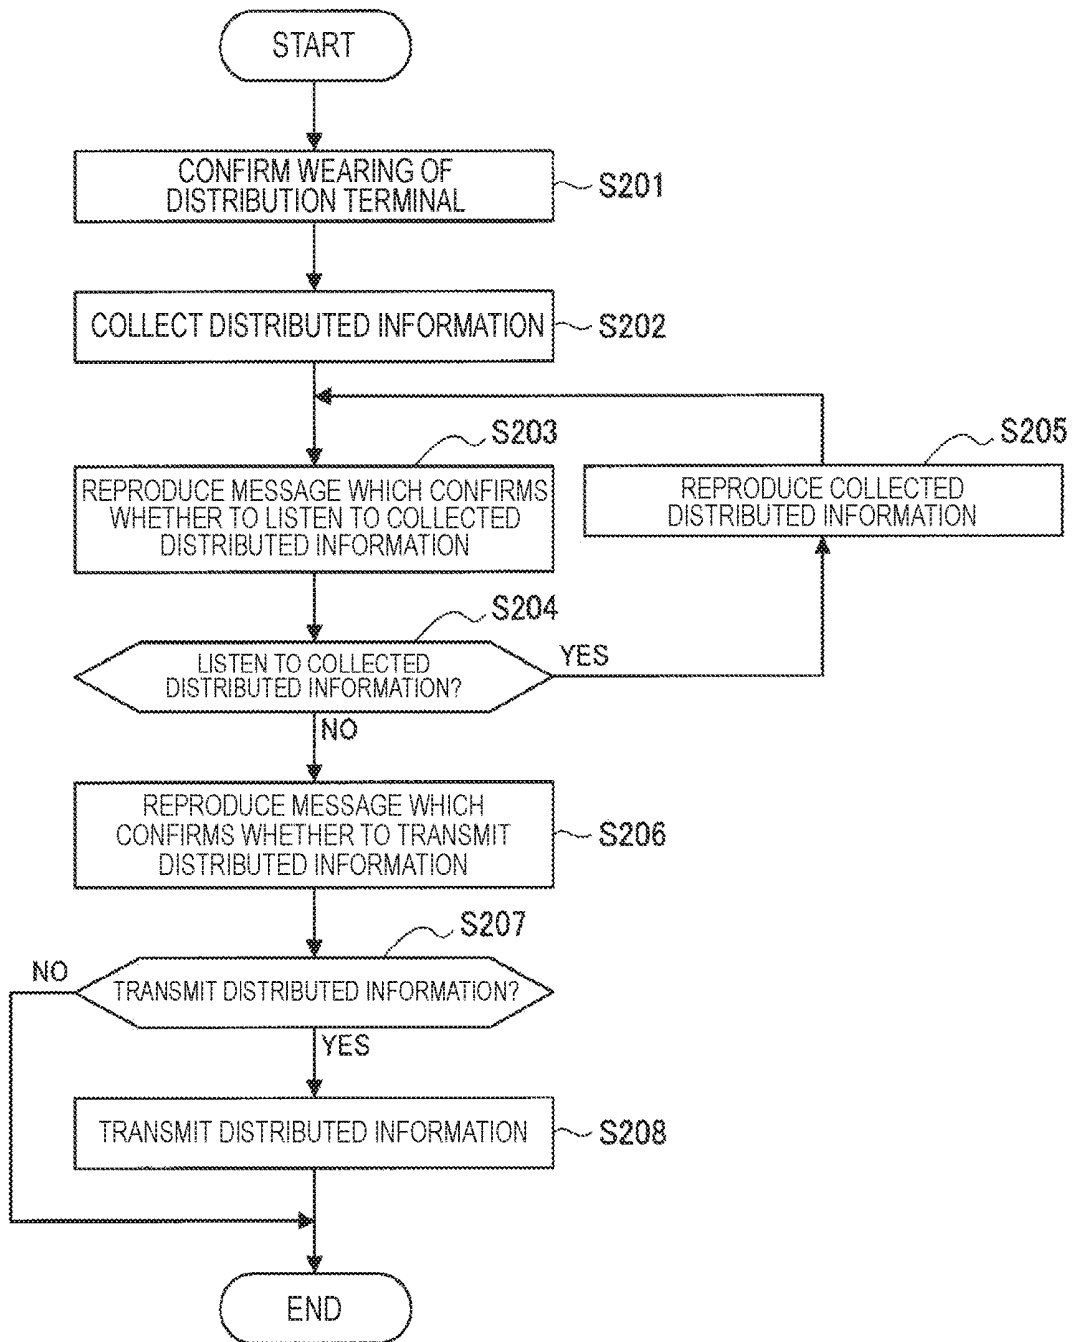 START
CONFIRM WEARING OF
DISTRIBUTION TERMINAL
S201
COLLECT DISTRIBUTED INFORMATION
S202
S203
REPRODUCE MESSAGE WHICH CONFIRMS
WHETHER TO LISTEN TO COLLECTED
DISTRIBUTED INFORMATION
S205
REPRODUCE COLLECTED
DISTRIBUTED INFORMATION
S204
LISTEN TO COLLECTED
DISTRIBUTED INFORMATION?
YES
NO
REPRODUCE MESSAGE WHICH
CONFIRMS WHETHER TO TRANSMIT
DISTRIBUTED INFORMATION
S206
S207
NO
TRANSMIT DISTRIBUTED INFORMATION?
YES
TRANSMIT DISTRIBUTED INFORMATION
S208
END